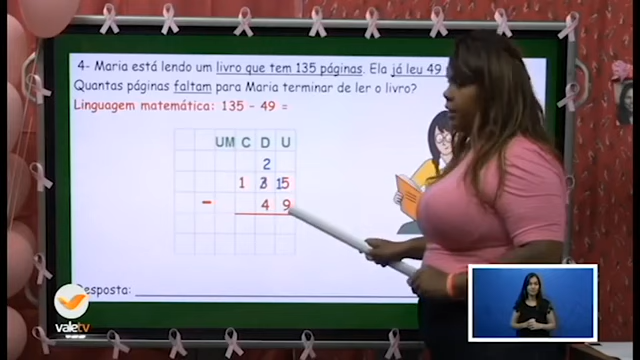 4- Maria está lendo um livro que tem 135 páginas. Ela já leu 49
Quantas páginas faltam para Maria terminar de ler o livro?
Linguagem matemática: 135 - 49 =
UM C D U
2
1 3 15
- 4 9
Resposta:
valetv